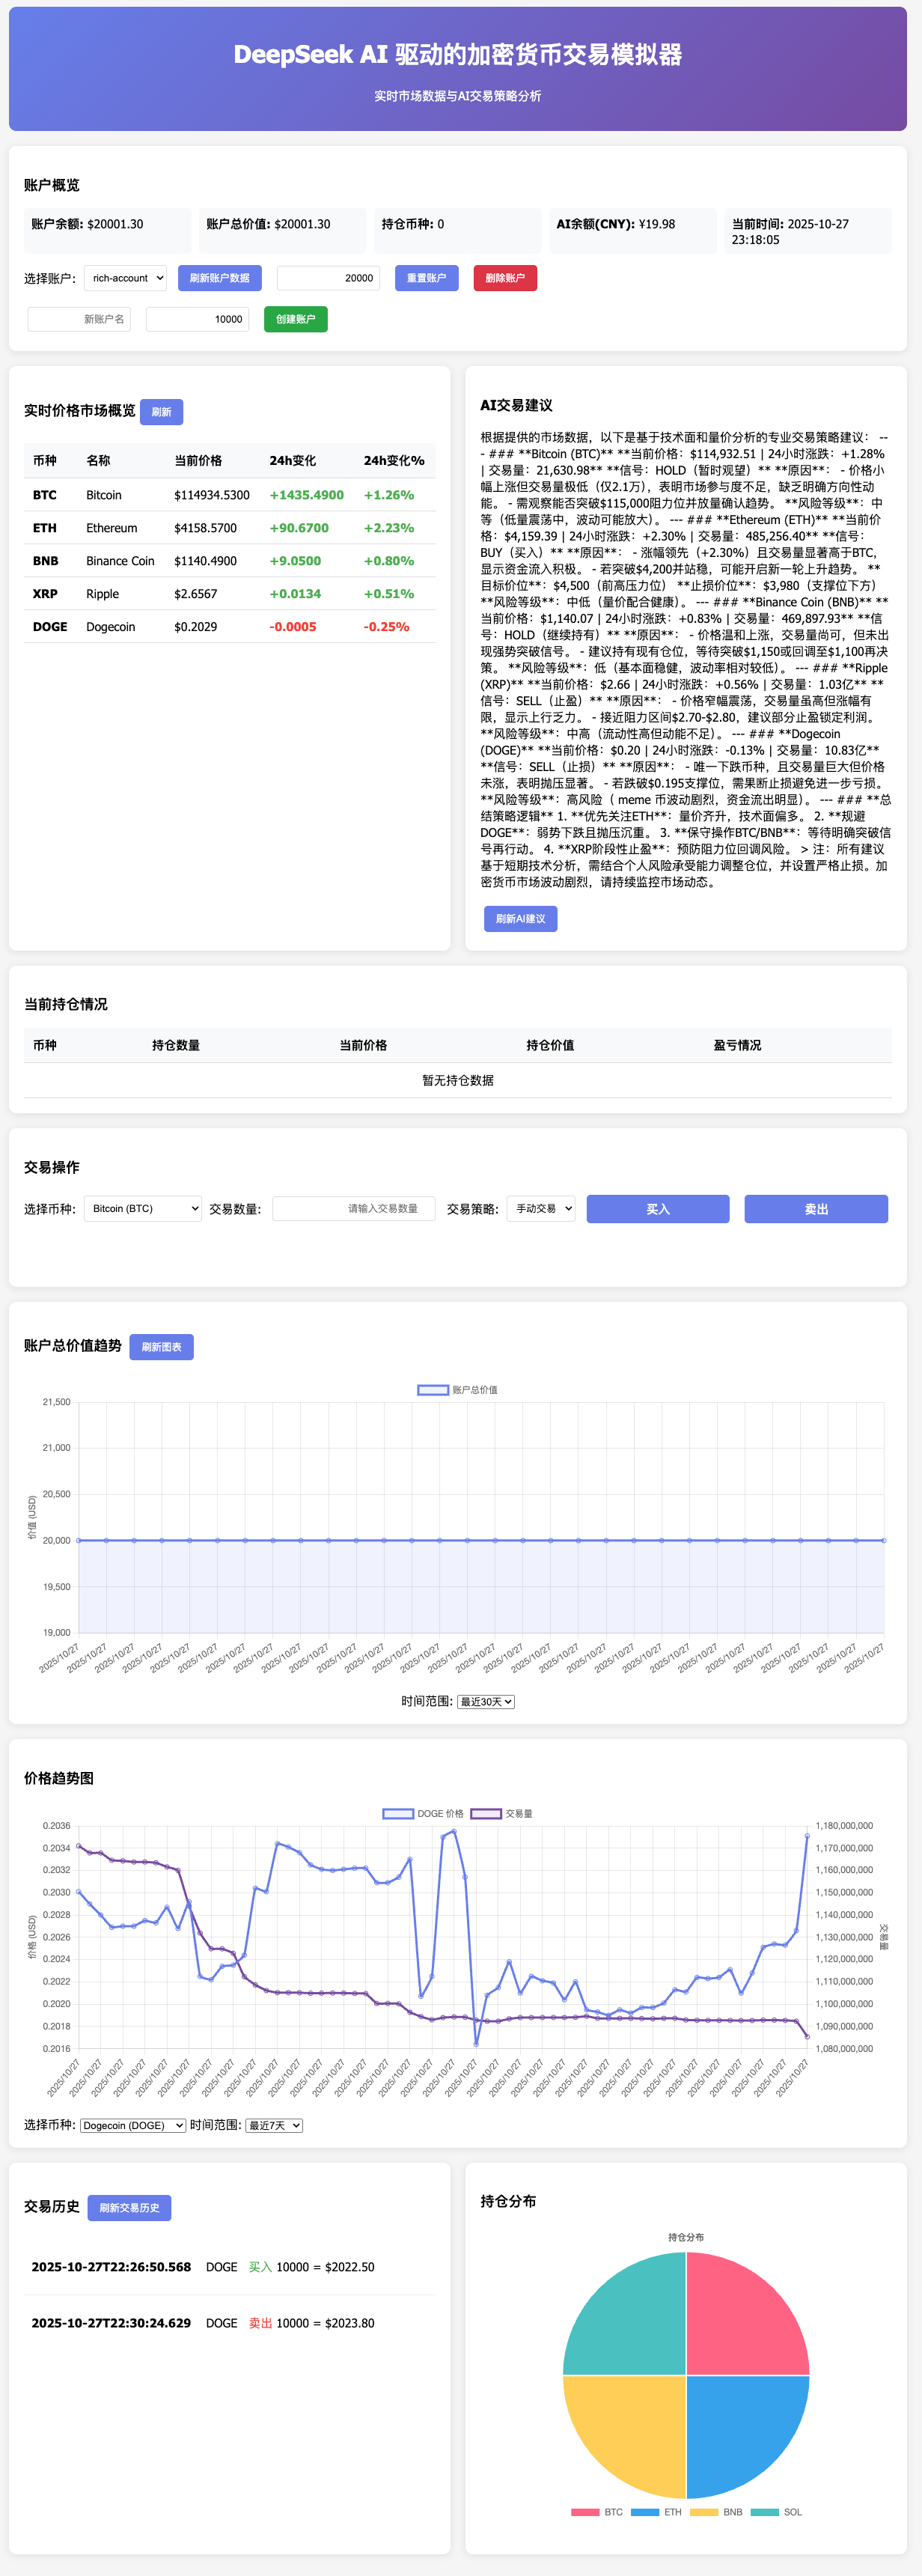 DeepSeek AI 驱动的加密货币交易模拟器
实时市场数据与AI交易策略分析
账户概览
账户余额: $20001.30
账户总价值: $20001.30
持仓币种: 0
AI余额(CNY): ¥19.98
当前时间: 2025-10-27
23:18:05
选择账户: rich-account 刷新账户数据 20000 重置账户 删除账户
新账户名 10000 创建账户
实时价格市场概览 刷新
币种 名称 当前价格 24h变化 24h变化%
BTC Bitcoin $114934.5300 +1435.4900 +1.26%
ETH Ethereum $4158.5700 +90.6700 +2.23%
BNB Binance Coin $1140.4900 +9.0500 +0.80%
XRP Ripple $2.6567 +0.0134 +0.51%
DOGE Dogecoin $0.2029 -0.0005 -0.25%
AI交易建议
根据提供的市场数据，以下是基于技术面和量价分析的专业交易策略建议： --
- ### **Bitcoin (BTC)** **当前价格：$114,932.51 | 24小时涨跌：+1.28%
| 交易量：21,630.98** **信号：HOLD（暂时观望）** **原因**： - 价格小
幅上涨但交易量极低（仅2.1万），表明市场参与度不足，缺乏明确方向性动
能。 - 需观察能否突破$115,000阻力位并放量确认趋势。 **风险等级**：中
等（低量震荡中，波动可能放大）。 --- ### **Ethereum (ETH)** **当前价
格：$4,159.39 | 24小时涨跌：+2.30% | 交易量：485,256.40** **信号：
BUY（买入）** **原因**： - 涨幅领先（+2.30%）且交易量显著高于BTC，
显示资金流入积极。 - 若突破$4,200并站稳，可能开启新一轮上升趋势。 **
目标价位**：$4,500（前高压力位） **止损价位**：$3,980（支撑位下方）
**风险等级**：中低（量价配合健康）。 --- ### **Binance Coin (BNB)** **
当前价格：$1,140.07 | 24小时涨跌：+0.83% | 交易量：469,897.93** **信
号：HOLD（继续持有）** **原因**： - 价格温和上涨，交易量尚可，但未出
现强势突破信号。 - 建议持有现有仓位，等待突破$1,150或回调至$1,100再决
策。 **风险等级**：低（基本面稳健，波动率相对较低）。 --- ### **Ripple
(XRP)** **当前价格：$2.66 | 24小时涨跌：+0.56% | 交易量：1.03亿** **
信号：SELL（止盈）** **原因**： - 价格窄幅震荡，交易量虽高但涨幅有
限，显示上行乏力。 - 接近阻力区间$2.70-$2.80，建议部分止盈锁定利润。
**风险等级**：中高（流动性高但动能不足）。 --- ### **Dogecoin
(DOGE)** **当前价格：$0.20 | 24小时涨跌：-0.13% | 交易量：10.83亿**
**信号：SELL（止损）** **原因**： - 唯一下跌币种，且交易量巨大但价格
未涨，表明抛压显著。 - 若跌破$0.195支撑位，需果断止损避免进一步亏损。
**风险等级**：高风险（ meme 币波动剧烈，资金流出明显）。 --- ### **总
结策略逻辑** 1. **优先关注ETH**：量价齐升，技术面偏多。 2. **规避
DOGE**：弱势下跌且抛压沉重。 3. **保守操作BTC/BNB**：等待明确突破信
号再行动。 4. **XRP阶段性止盈**：预防阻力位回调风险。 > 注：所有建议
基于短期技术分析，需结合个人风险承受能力调整仓位，并设置严格止损。加
密货币市场波动剧烈，请持续监控市场动态。
刷新AI建议
当前持仓情况
币种 持仓数量 当前价格 持仓价值 盈亏情况
暂无持仓数据
交易操作
选择币种: Bitcoin (BTC) 交易数量: 请输入交易数量 交易策略: 手动交易 买入 卖出
账户总价值趋势 刷新图表
账户总价值
21,500
21,000
20,500
20,000
19,500
19,000
价值 (USD)
2025/10/27 2025/10/27 2025/10/27 2025/10/27 2025/10/27 2025/10/27 2025/10/27 2025/10/27 2025/10/27 2025/10/27 2025/10/27 2025/10/27 2025/10/27 2025/10/27 2025/10/27 2025/10/27 2025/10/27 2025/10/27 2025/10/27 2025/10/27 2025/10/27 2025/10/27 2025/10/27 2025/10/27 2025/10/27 2025/10/27 2025/10/27 2025/10/27 2025/10/27 2025/10/27
时间范围: 最近30天
价格趋势图
DOGE 价格 交易量
0.2036 1,180,000,000
0.2034 1,170,000,000
0.2032 1,160,000,000
0.2030 1,150,000,000
0.2028 1,140,000,000
0.2026 1,130,000,000
0.2024 1,120,000,000
0.2022 1,110,000,000
0.2020 1,100,000,000
0.2018 1,090,000,000
0.2016 1,080,000,000
价格 (USD)
交易量
2025/10/27 2025/10/27 2025/10/27 2025/10/27 2025/10/27 2025/10/27 2025/10/27 2025/10/27 2025/10/27 2025/10/27 2025/10/27 2025/10/27 2025/10/27 2025/10/27 2025/10/27 2025/10/27 2025/10/27 2025/10/27 2025/10/27 2025/10/27 2025/10/27 2025/10/27 2025/10/27 2025/10/27 2025/10/27 2025/10/27 2025/10/27 2025/10/27 2025/10/27 2025/10/27 2025/10/27 2025/10/27 2025/10/27 2025/10/27
选择币种: Dogecoin (DOGE) 时间范围: 最近7天
交易历史 刷新交易历史
2025-10-27T22:26:50.568 DOGE 买入 10000 = $2022.50
2025-10-27T22:30:24.629 DOGE 卖出 10000 = $2023.80
持仓分布
持仓分布
BTC ETH BNB SOL